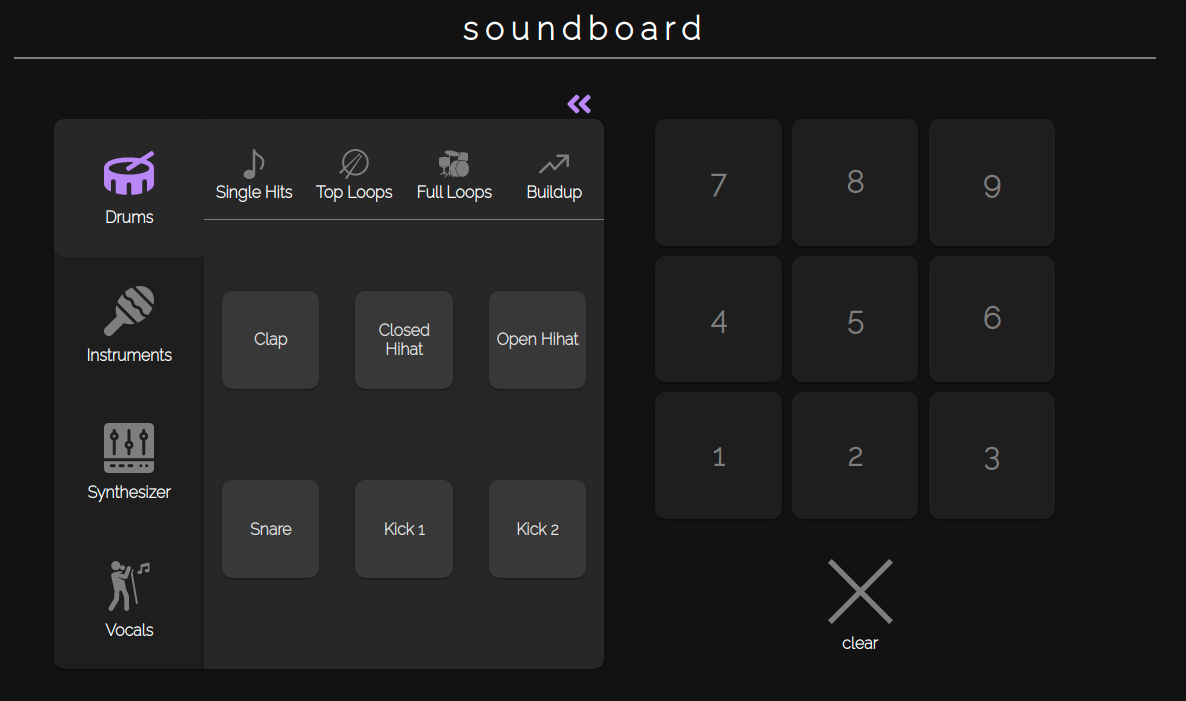 soundboard
Drums
Instruments
Synthesizer
Vocals
Single Hits
Top Loops
Full Loops
Buildup
Clap
Closed
Hihat
Open Hihat
Snare
Kick 1
Kick 2
7
8
9
4
5
6
1
2
3
clear